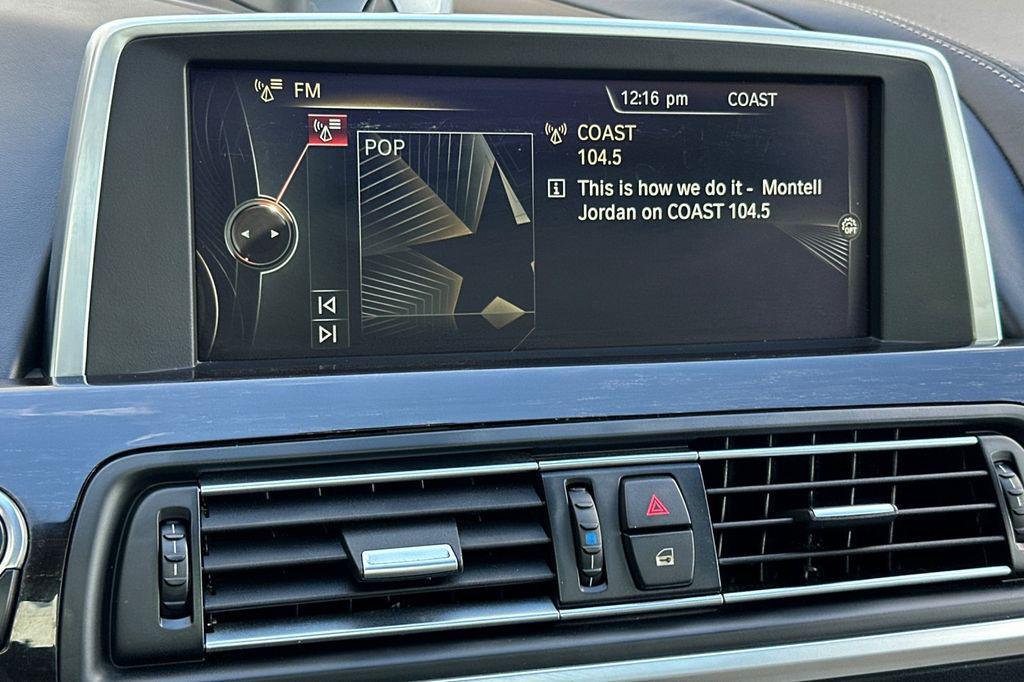 FM
12:16 pm COAST
POP
COAST
104.5
This is how we do it - Montell
Jordan on COAST 104.5
OPT